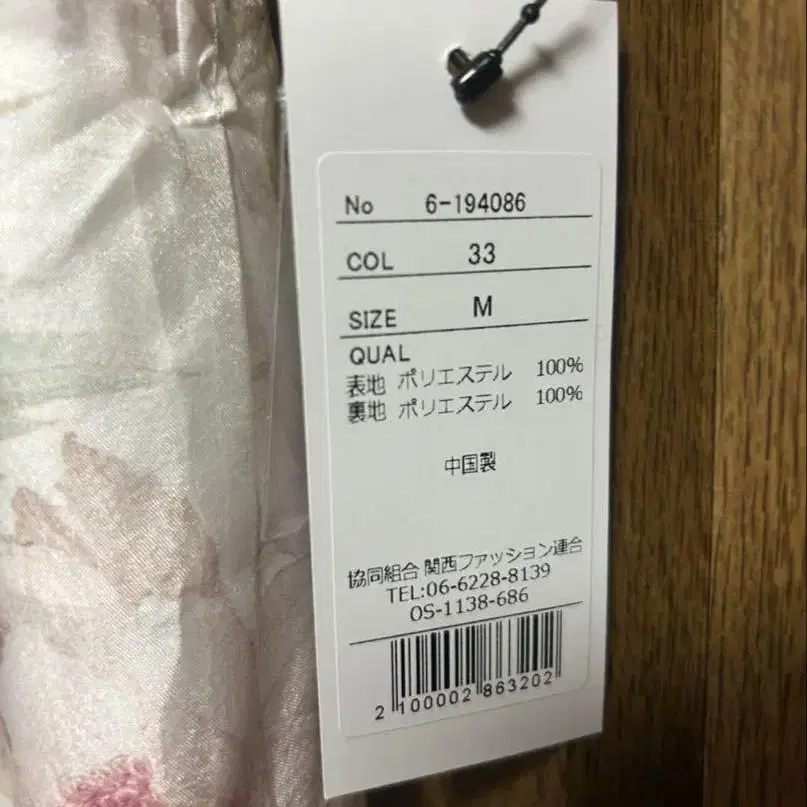 No 6-194086
COL 33
SIZE M
QUAL
表地 ポリエステル 100%
裏地 ポリエステル 100%
中国製
協同組合 関西ファッション連合
TEL:06-6228-8139
OS-1138-686
2 100002 863202